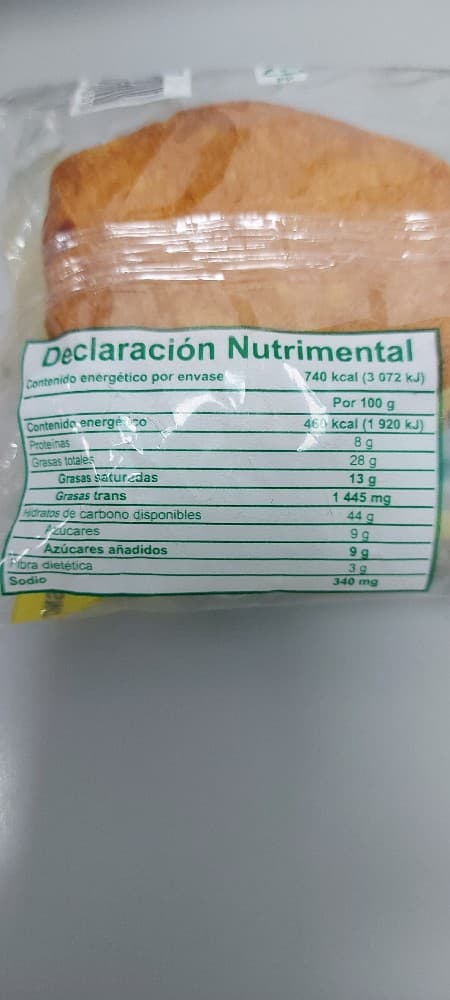 Declaración Nutrimental
Contenido energético por envase 740 kcal (3 072 kJ)
Por 100 g
Contenido energético 460 kcal (1 920 kJ)
Proteínas 8 g
Grasas totales 28 g
Grasas saturadas 13 g
Grasas trans 1 445 mg
Hidratos de carbono disponibles 44 g
Azúcares 9 g
Azúcares añadidos 9 g
Fibra dietética 3 g
Sodio 340 mg